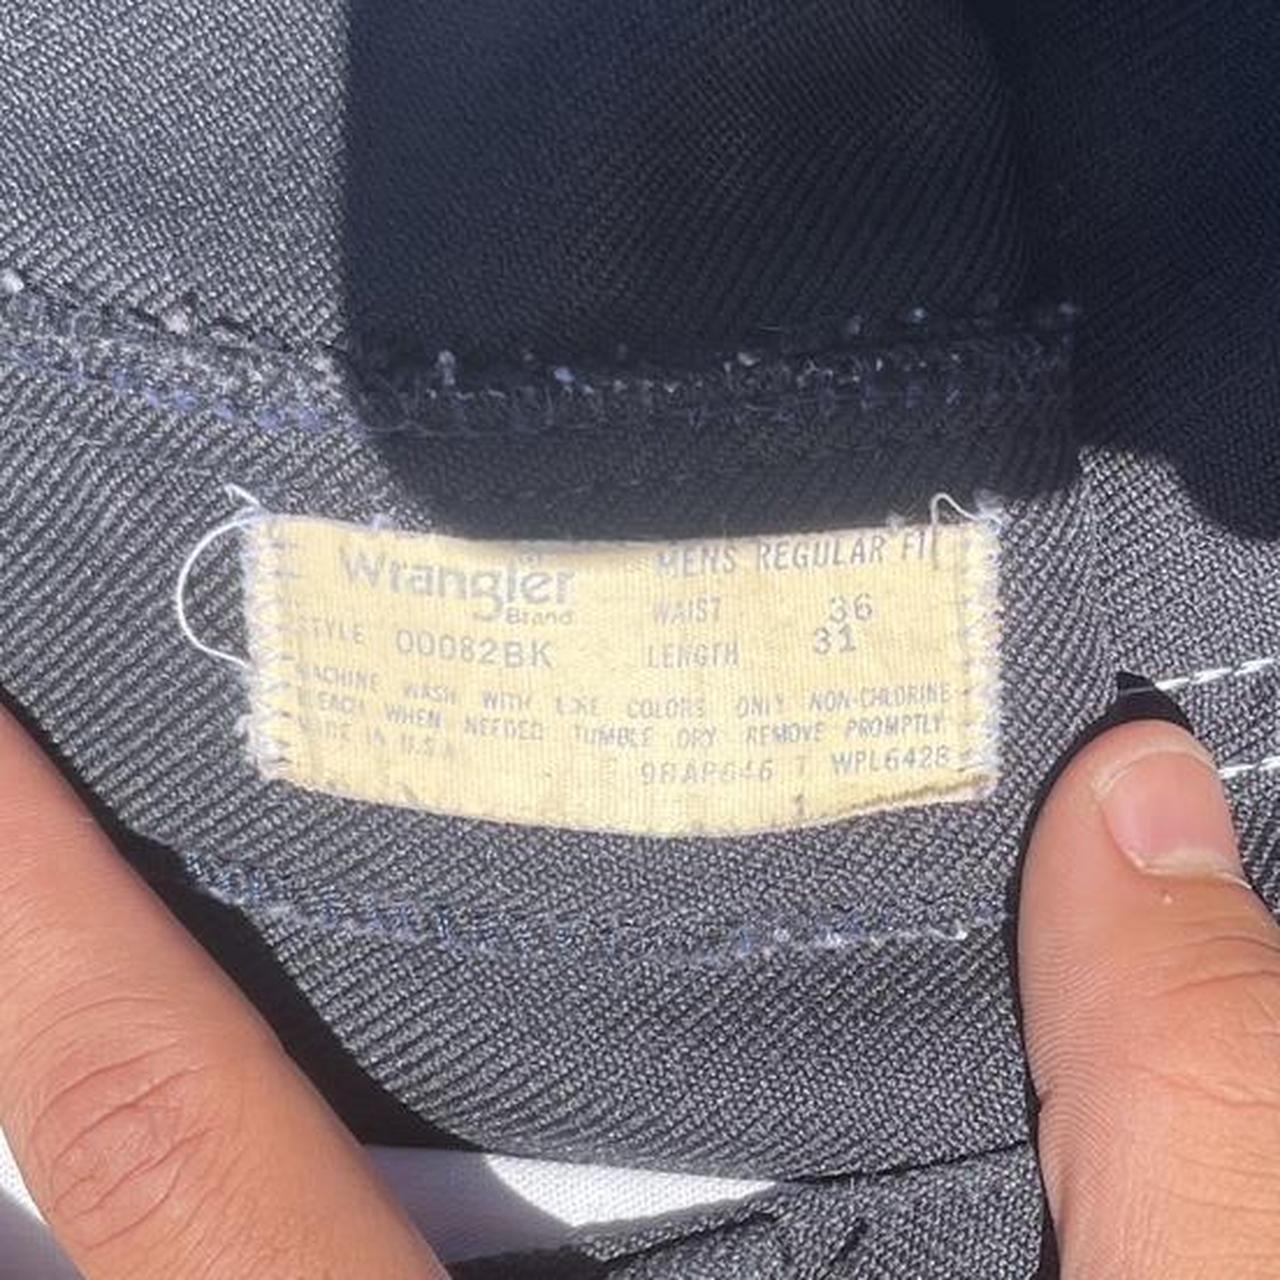 Wrangler®
Brand
MENS REGULAR FIT
WAIST 36
LENGTH 31
STYLE 00082BK
MACHINE WASH WITH LIKE COLORS ONLY NON-CHLORINE
BLEACH WHEN NEEDED TUMBLE DRY REMOVE PROMPTLY
MADE IN U.S.A.
T WPL6428
1